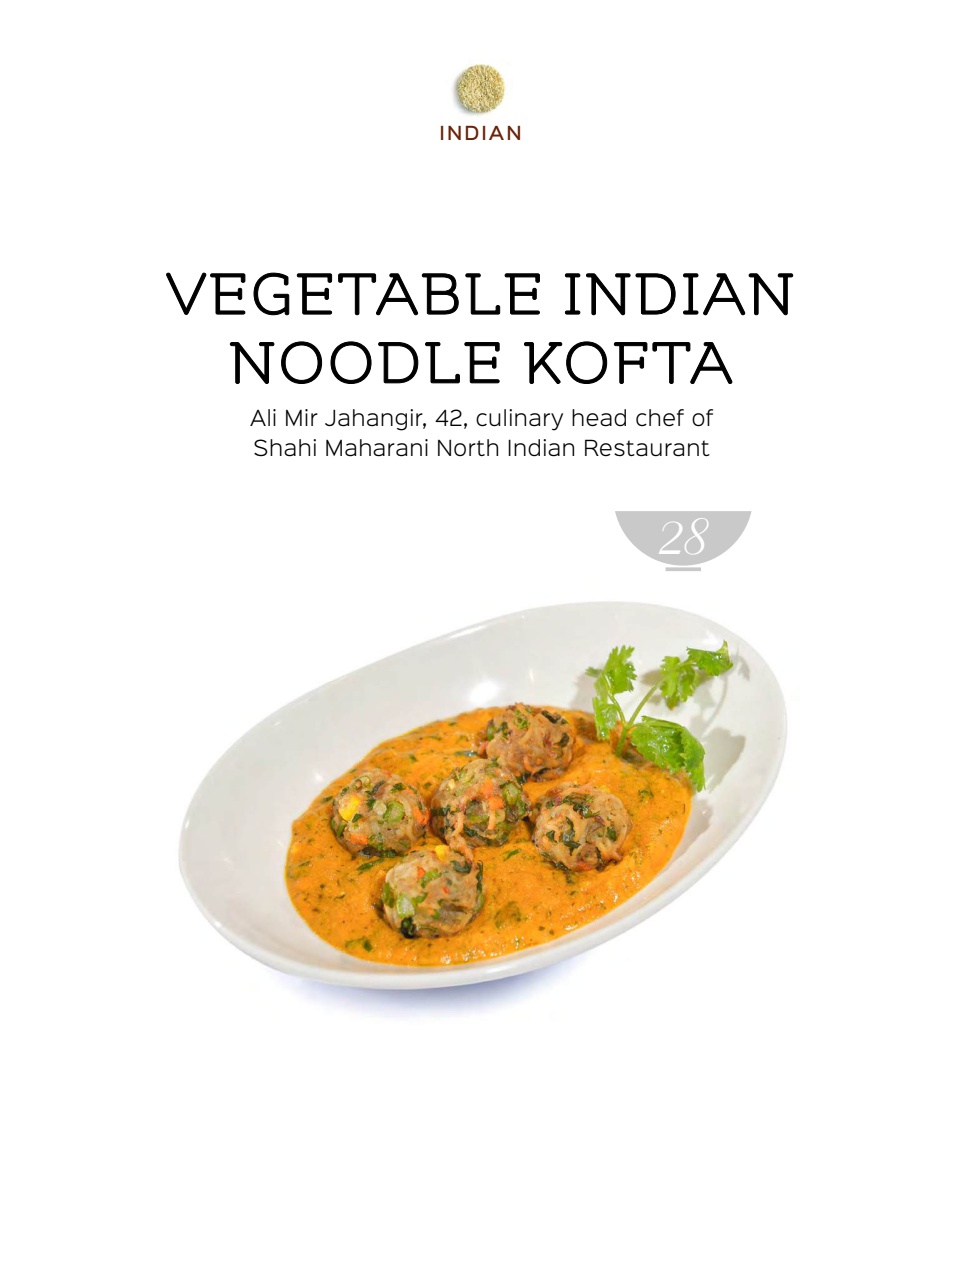 INDIAN
VEGETABLE INDIAN
NOODLE KOFTA
Ali Mir Jahangir, 42, culinary head chef of
Shahi Maharani North Indian Restaurant
28